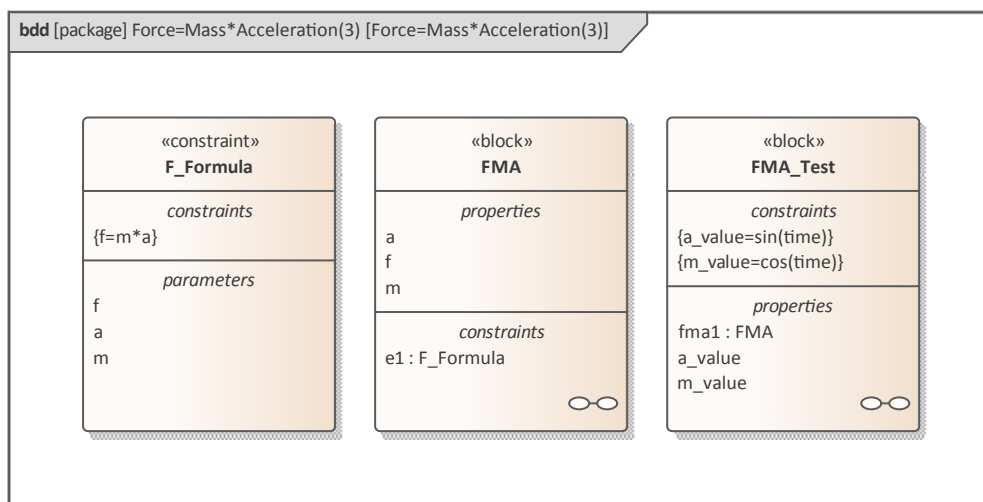 bdd [package] Force=Mass*Acceleration(3) [Force=Mass*Acceleration(3)]
«constraint»
F_Formula
constraints
{f=m*a}
parameters
f
a
m
«block»
FMA
properties
a
f
m
constraints
e1 : F_Formula
«block»
FMA_Test
constraints
{a_value=sin(time)}
{m_value=cos(time)}
properties
fma1 : FMA
a_value
m_value